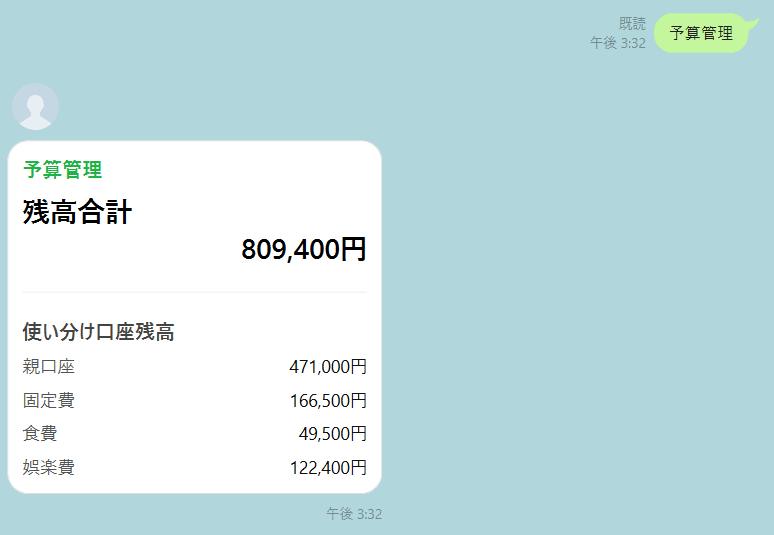 既読
午後 3:32
予算管理
予算管理
残高合計
809,400円
使い分け口座残高
親口座 471,000円
固定費 166,500円
食費 49,500円
娯楽費 122,400円
午後 3:32